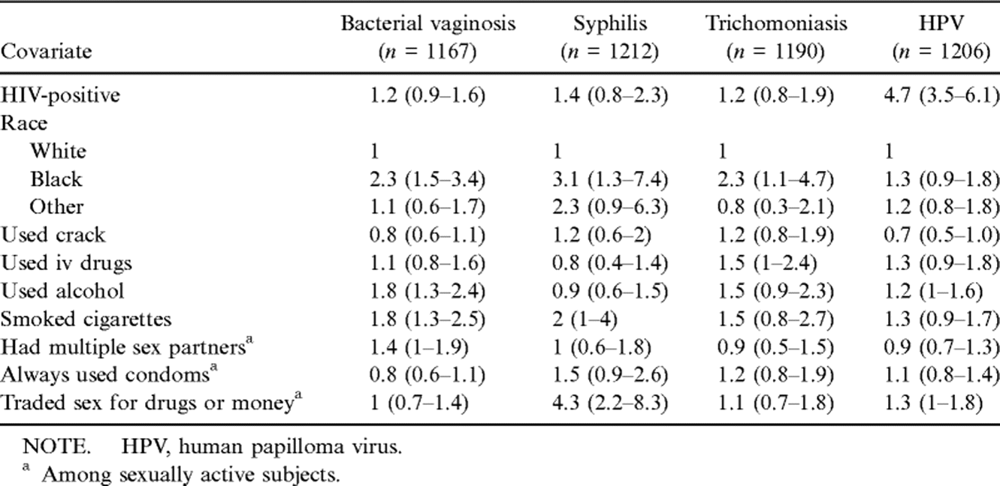 Bacterial vaginosis Syphilis Trichomoniasis HPV
Covariate (n = 1167) (n = 1212) (n = 1190) (n = 1206)
HIV-positive 1.2 (0.9–1.6) 1.4 (0.8–2.3) 1.2 (0.8–1.9) 4.7 (3.5–6.1)
Race
White 1 1 1 1
Black 2.3 (1.5–3.4) 3.1 (1.3–7.4) 2.3 (1.1–4.7) 1.3 (0.9–1.8)
Other 1.1 (0.6–1.7) 2.3 (0.9–6.3) 0.8 (0.3–2.1) 1.2 (0.8–1.8)
Used crack 0.8 (0.6–1.1) 1.2 (0.6–2) 1.2 (0.8–1.9) 0.7 (0.5–1.0)
Used iv drugs 1.1 (0.8–1.6) 0.8 (0.4–1.4) 1.5 (1–2.4) 1.3 (0.9–1.8)
Used alcohol 1.8 (1.3–2.4) 0.9 (0.6–1.5) 1.5 (0.9–2.3) 1.2 (1–1.6)
Smoked cigarettes 1.8 (1.3–2.5) 2 (1–4) 1.5 (0.8–2.7) 1.3 (0.9–1.7)
Had multiple sex partners<sup>a</sup> 1.4 (1–1.9) 1 (0.6–1.8) 0.9 (0.5–1.5) 0.9 (0.7–1.3)
Always used condoms<sup>a</sup> 0.8 (0.6–1.1) 1.5 (0.9–2.6) 1.2 (0.8–1.9) 1.1 (0.8–1.4)
Traded sex for drugs or money<sup>a</sup> 1 (0.7–1.4) 4.3 (2.2–8.3) 1.1 (0.7–1.8) 1.3 (1–1.8)
NOTE. HPV, human papilloma virus.
<sup>a</sup> Among sexually active subjects.